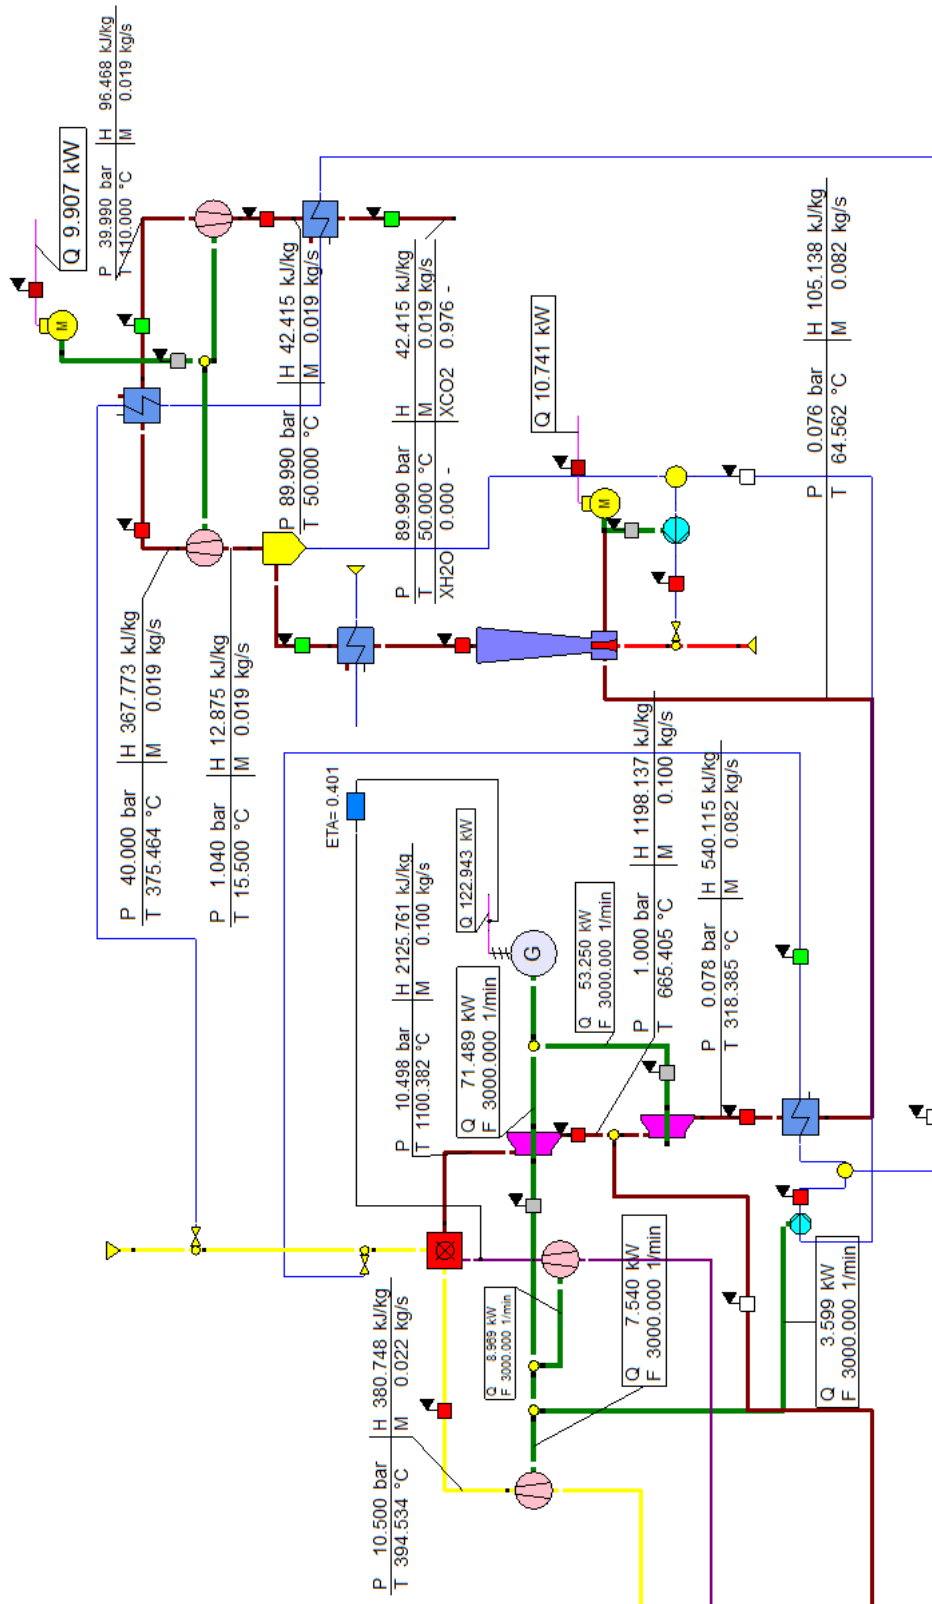 P 39.990 bar H 96.468 kJ/kg
T 110.000 °C M 0.019 kg/s
Q 9.907 kW
M
P 40.000 bar H 367.773 kJ/kg
T 375.464 °C M 0.019 kg/s
P 1.040 bar H 12.875 kJ/kg
T 15.500 °C M 0.019 kg/s
P 89.990 bar H 42.415 kJ/kg
T 50.000 °C M 0.019 kg/s
P 89.990 bar H 42.415 kJ/kg
T 50.000 °C M 0.019 kg/s
XH2O 0.000 - XCO2 0.976 -
Q 10.741 kW
M
P 0.076 bar H 105.138 kJ/kg
T 64.562 °C M 0.082 kg/s
ETA= 0.401
Q 122.943 kW
G
P 10.498 bar H 2125.761 kJ/kg
T 1100.382 °C M 0.100 kg/s
Q 71.489 kW
F 3000.000 1/min
Q 53.250 kW
F 3000.000 1/min
P 1.000 bar H 1198.137 kJ/kg
T 665.405 °C M 0.100 kg/s
P 0.078 bar H 540.115 kJ/kg
T 318.385 °C M 0.082 kg/s
P 10.500 bar H 380.748 kJ/kg
T 394.534 °C M 0.022 kg/s
Q 8.969 kW
F 3000.000 1/min
Q 7.540 kW
F 3000.000 1/min
Q 3.599 kW
F 3000.000 1/min